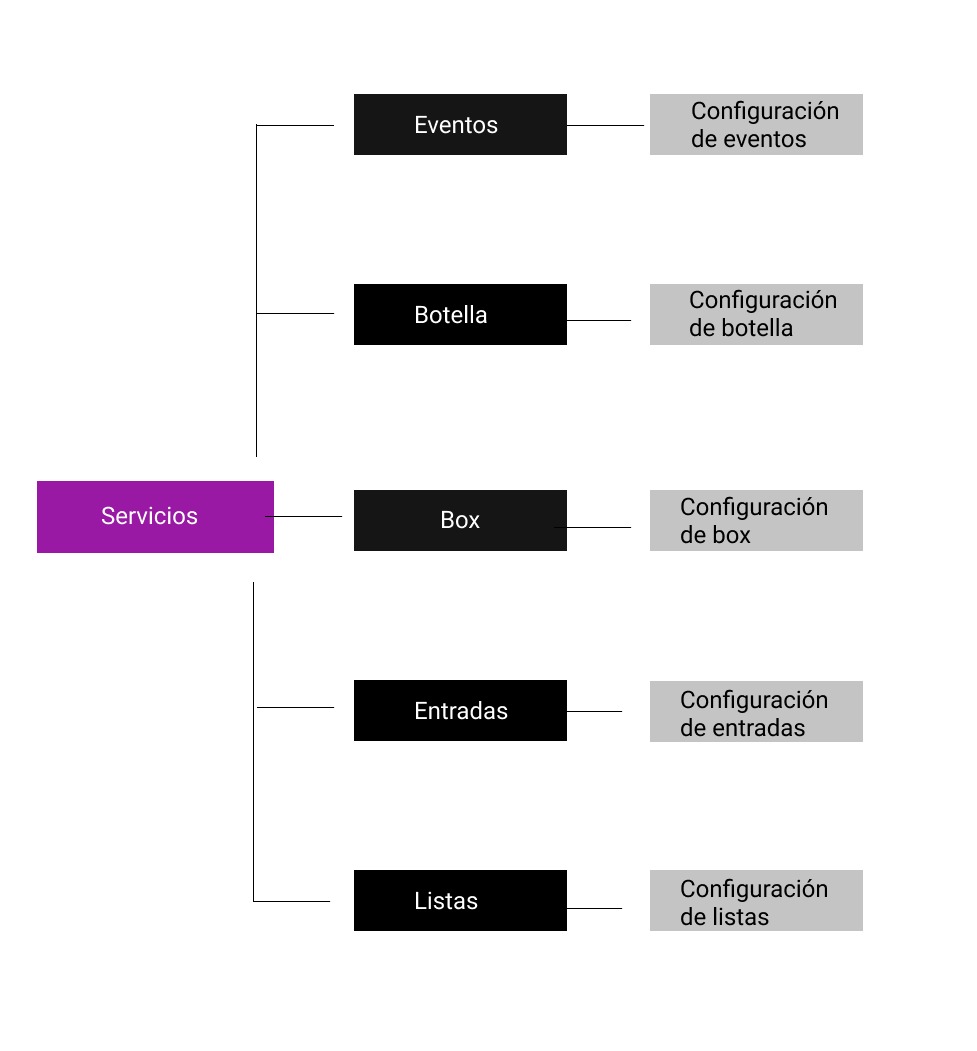 Eventos
Configuración
de eventos
Botella
Configuración
de botella
Servicios
Box
Configuración
de box
Entradas
Configuración
de entradas
Listas
Configuración
de listas